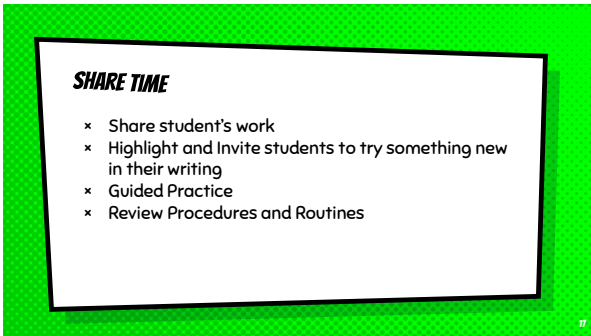 SHARE TIME
× Share student's work
× Highlight and Invite students to try something new
in their writing
× Guided Practice
× Review Procedures and Routines
17